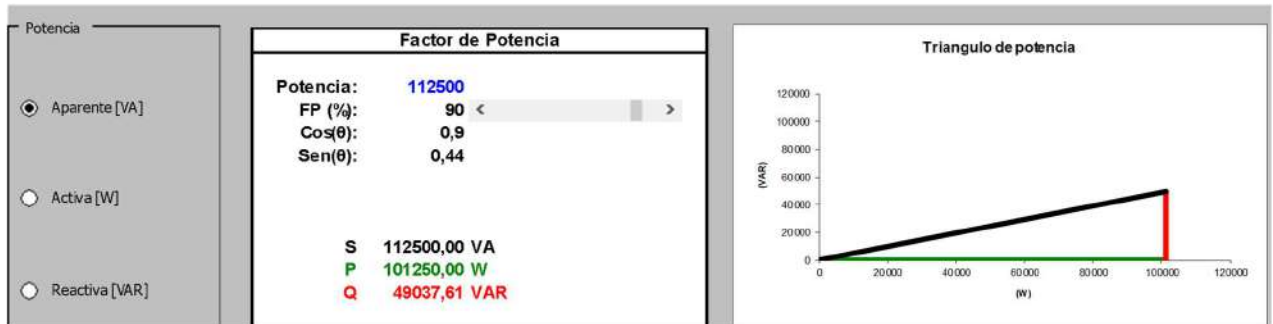 Potencia
Aparente [VA]
Activa [W]
Reactiva [VAR]
Factor de Potencia
Potencia: 112500
FP (%): 90 < >
Cos(θ): 0,9
Sen(θ): 0,44
S 112500,00 VA
P 101250,00 W
Q 49037,61 VAR
Triangulo de potencia
120000
100000
80000
60000
40000
20000
0
(VAR)
0 20000 40000 60000 80000 100000 120000
(W)